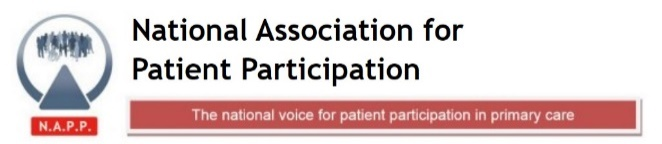 National Association for
Patient Participation
The national voice for patient participation in primary care
N.A.P.P.